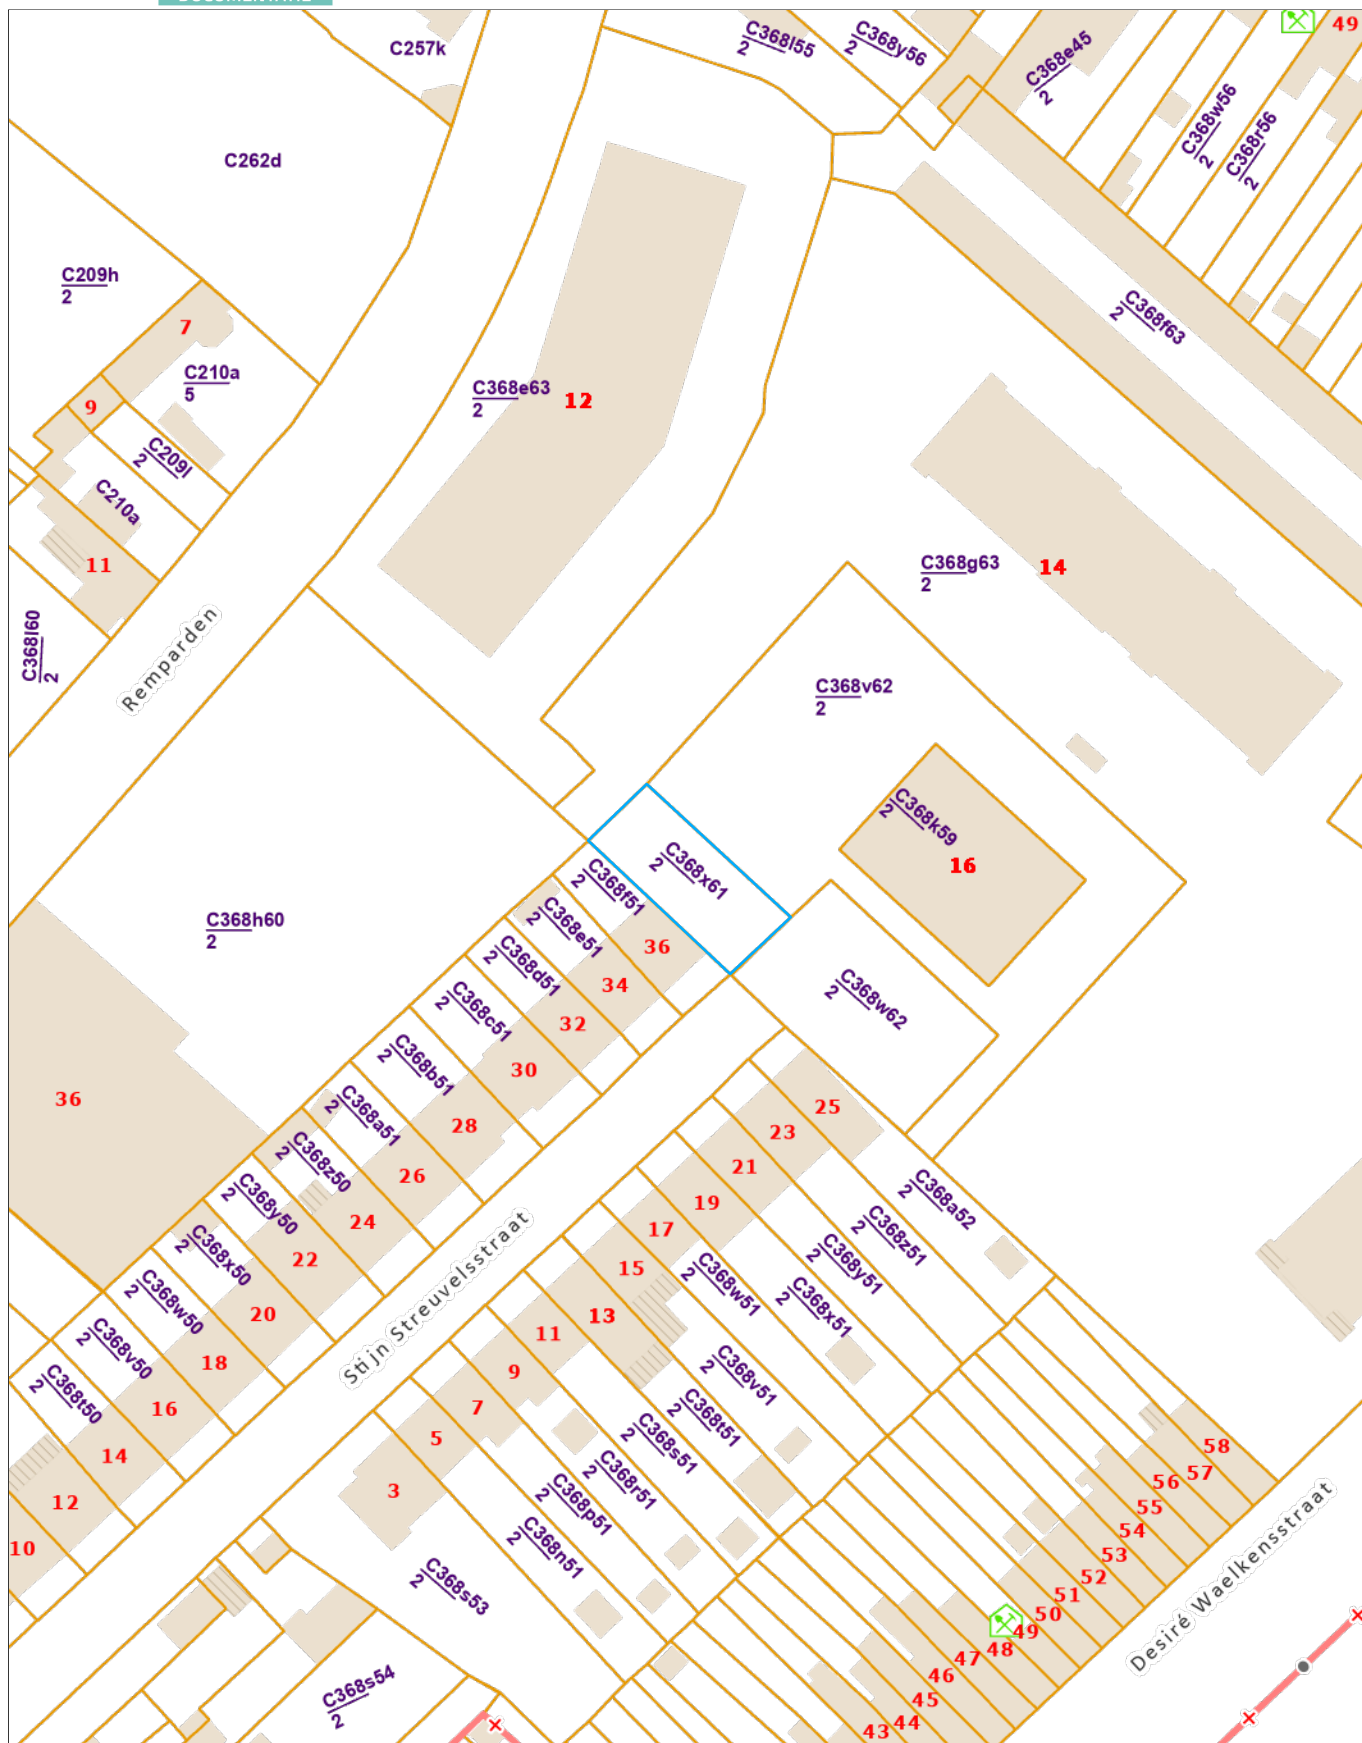 C257k
C368l55
2
C368y56
2
C368e45
2
49
C368w56
2
C368r56
2
C262d
C209h
2
7
C210a
5
9
C209l
2
C210a
11
C368l60
2
Remparden
C368e63
2
12
C368f63
2
C368g63
2
14
C368v62
2
C368k59
2
16
C368x61
2
C368f51
2
C368e51
2
C368d51
2
C368c51
2
C368b51
2
C368a51
2
C368z50
2
C368y50
2
C368x50
2
C368w50
2
C368v50
2
C368t50
2
C368h60
2
36
C368w62
2
36
34
32
30
28
26
24
22
20
18
16
14
12
10
Stijn Streuvelsstraat
25
23
21
19
17
15
13
11
9
7
5
3
C368a52
2
C368z51
2
C368y51
2
C368x51
2
C368w51
2
C368v51
2
C368t51
2
C368s51
2
C368r51
2
C368p51
2
C368n51
2
C368s53
2
C368s54
2
58
57
56
55
54
53
52
51
50
49
48
47
46
45
44
43
Desiré Waelkensstraat